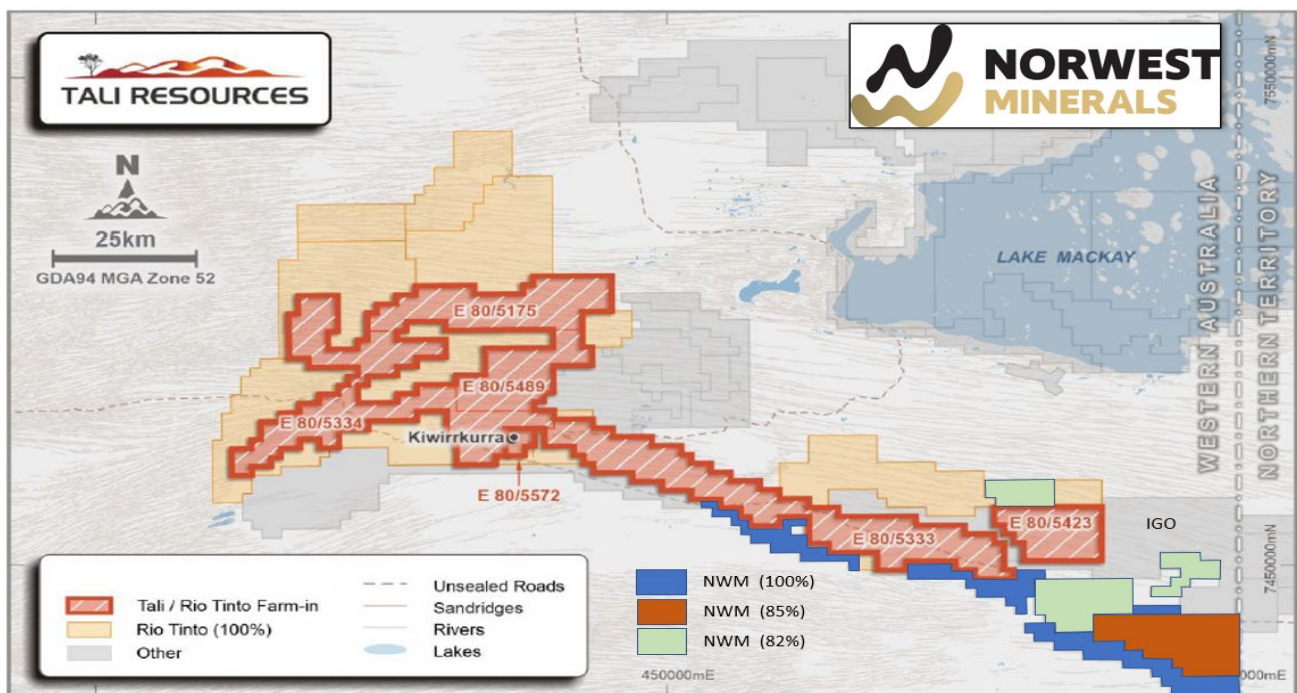 TALI RESOURCES
NORWEST
MINERALS
7550000mN
N
25km
GDA94 MGA Zone 52
WESTERN AUSTRALIA
NORTHERN TERRITORY
LAKE MACKAY
E 80/5175
E 80/5489
E 80/5334
Kiwirrkurra
E 80/5572
E 80/5423
IGO
E 80/5333
7450000mN
Tali / Rio Tinto Farm-in
Rio Tinto (100%)
Other
Unsealed Roads
Sandridges
Rivers
Lakes
NWM (100%)
NWM (85%)
NWM (82%)
450000mE
000mE